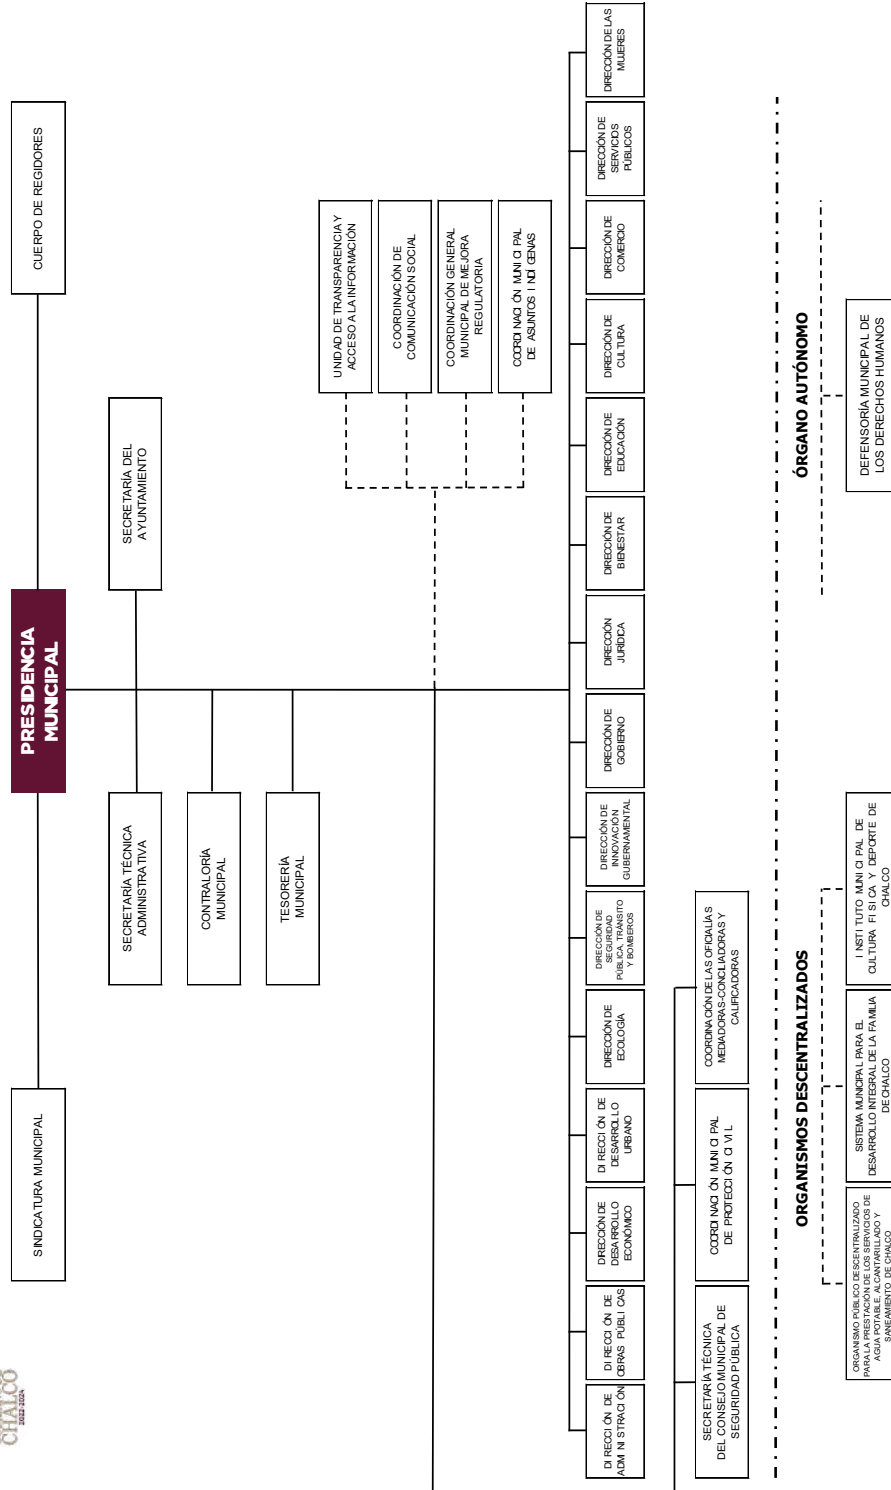 CHALCO
2022-2024
PRESIDENCIA
MUNICIPAL
SINDICATURA MUNICIPAL
CUERPO DE REGIDORES
SECRETARÍA TÉCNICA
ADMINISTRATIVA
SECRETARÍA DEL
AYUNTAMIENTO
CONTRALORÍA
MUNICIPAL
TESORERÍA
MUNICIPAL
UNIDAD DE TRANSPARENCIA Y
ACCESO A LA INFORMACIÓN
COORDINACIÓN DE
COMUNICACIÓN SOCIAL
COORDINACIÓN GENERAL
MUNICIPAL DE MEJORA
REGULATORIA
COORDINACIÓN MUNICIPAL
DE ASUNTOS INDÍGENAS
DIRECCIÓN DE
ADMINISTRACIÓN
DIRECCIÓN DE
OBRAS PÚBLICAS
DIRECCIÓN DE
DESARROLLO
ECONÓMICO
DIRECCIÓN DE
DESARROLLO
URBANO
DIRECCIÓN DE
ECOLOGÍA
DIRECCIÓN DE
SEGURIDAD
PÚBLICA, TRÁNSITO
Y BOMBEROS
DIRECCIÓN DE
INNOVACIÓN
GUBERNAMENTAL
DIRECCIÓN DE
GOBIERNO
DIRECCIÓN
JURÍDICA
DIRECCIÓN DE
BIENESTAR
DIRECCIÓN DE
EDUCACIÓN
DIRECCIÓN DE
CULTURA
DIRECCIÓN DE
COMERCIO
DIRECCIÓN DE
SERVICIOS
PÚBLICOS
DIRECCIÓN DE LAS
MUJERES
SECRETARÍA TÉCNICA
DEL CONSEJO MUNICIPAL DE
SEGURIDAD PÚBLICA
COORDINACIÓN MUNICIPAL
DE PROTECCIÓN CIVIL
COORDINACIÓN DE LAS OFICIALÍAS
MEDIADORAS-CONCILIADORAS Y
CALIFICADORAS
ORGANISMOS DESCENTRALIZADOS
ÓRGANO AUTÓNOMO
ORGANISMO PÚBLICO DESCENTRALIZADO
PARA LA PRESTACIÓN DE LOS SERVICIOS DE
AGUA POTABLE, ALCANTARILLADO Y
SANEAMIENTO DE CHALCO
SISTEMA MUNICIPAL PARA EL
DESARROLLO INTEGRAL DE LA FAMILIA
DE CHALCO
INSTITUTO MUNICIPAL DE
CULTURA FISICA Y DEPORTE DE
CHALCO
DEFENSORÍA MUNICIPAL DE
LOS DERECHOS HUMANOS